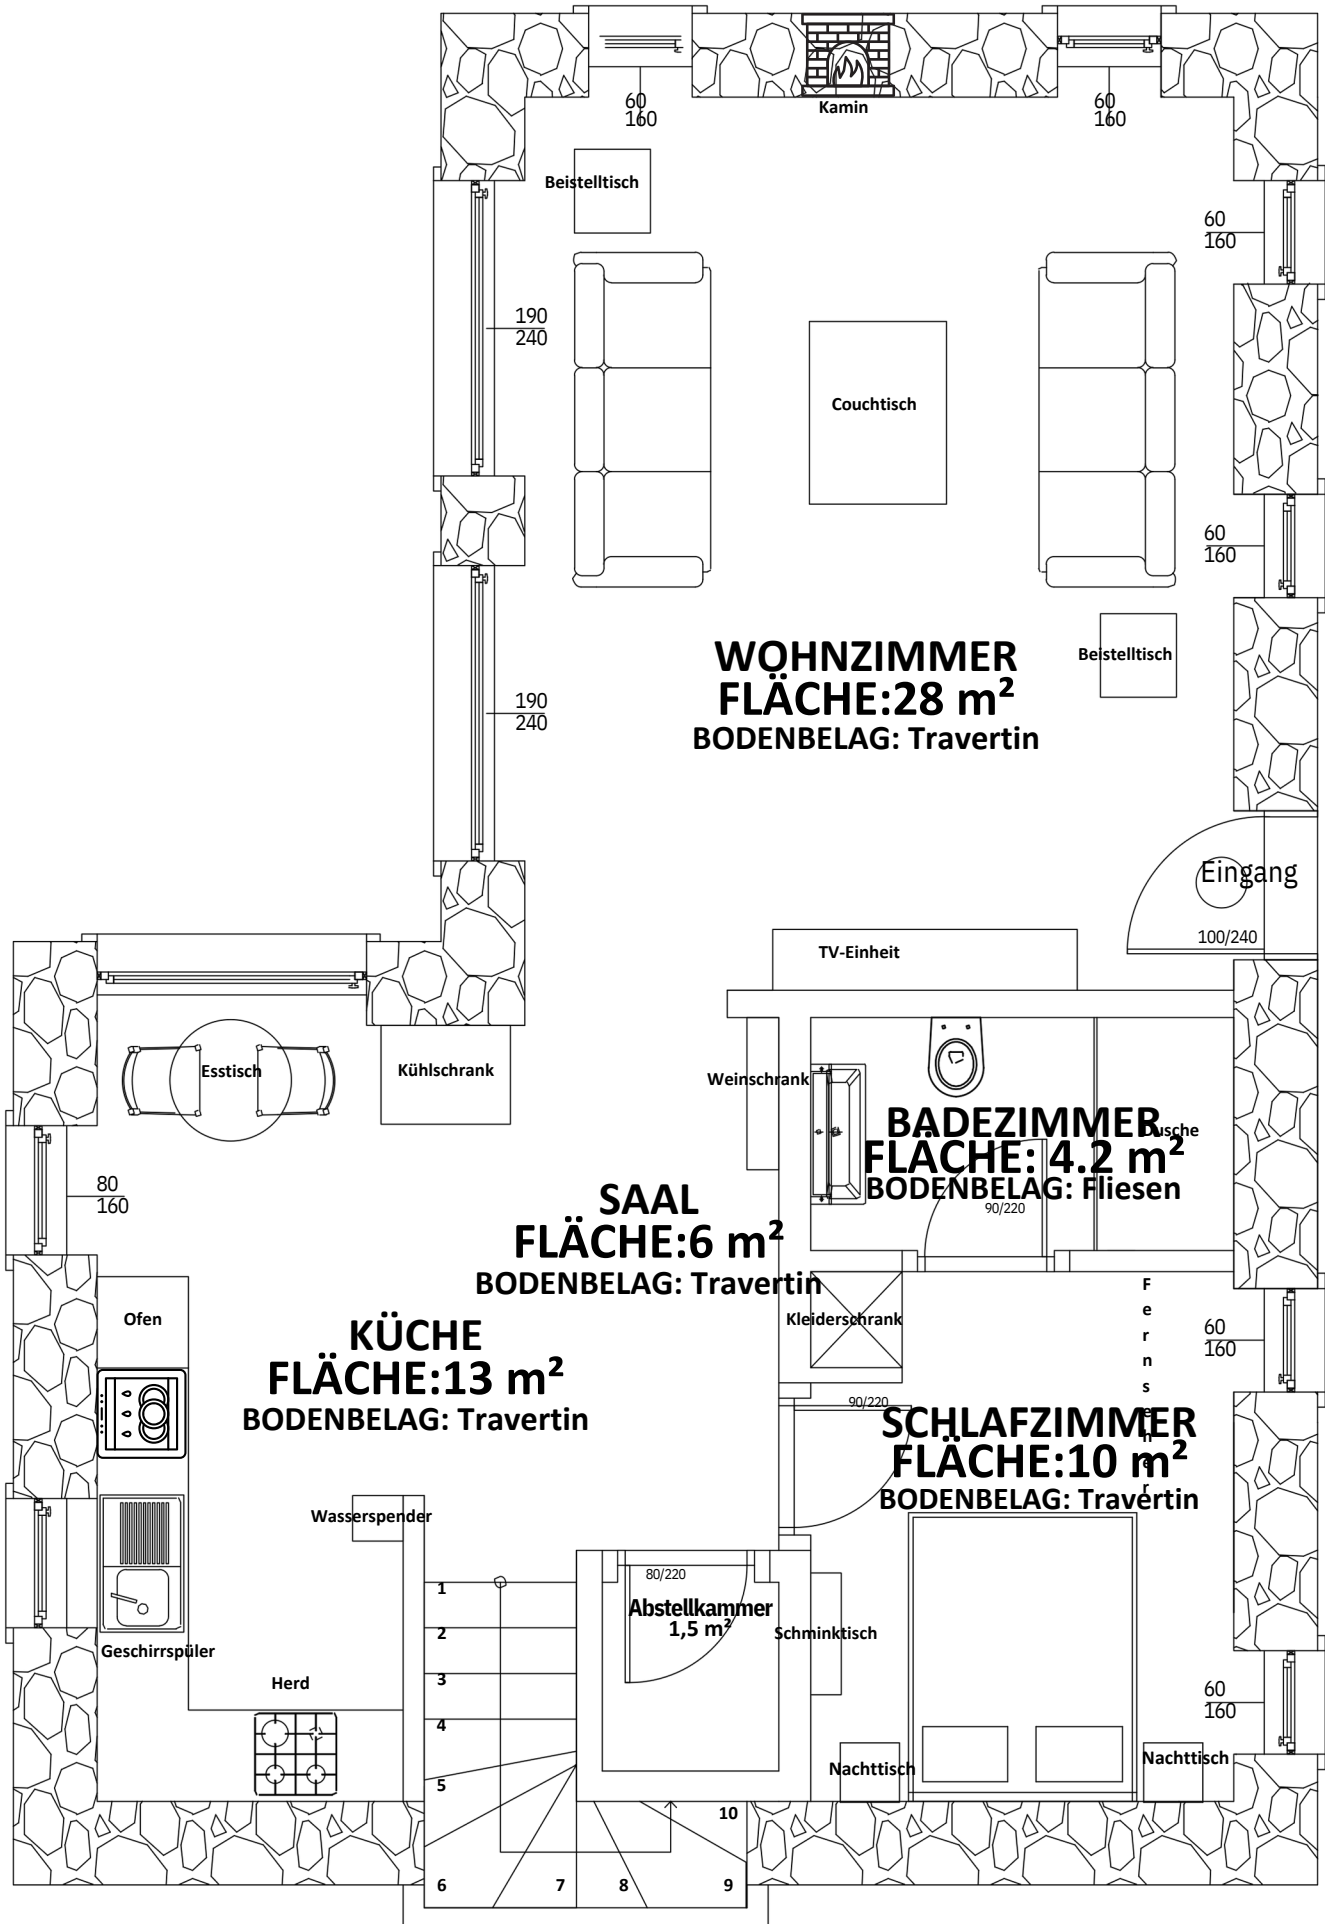 Kamin
60
160
60
160
Beistelltisch
60
160
190
240
Couchtisch
60
160
WOHNZIMMER
FLÄCHE:28 m²
BODENBELAG: Travertin
Beistelltisch
190
240
Eingang
100/240
TV-Einheit
Esstisch
Kühlschrank
Weinschrank
BADEZIMMER
FLÄCHE: 4.2 m²
BODENBELAG: Fliesen
Dusche
90/220
80
160
SAAL
FLÄCHE:6 m²
BODENBELAG: Travertin
Ofen
KÜCHE
FLÄCHE:13 m²
BODENBELAG: Travertin
Kleiderschrank
Fernseher
60
160
90/220
SCHLAFZIMMER
FLÄCHE:10 m²
BODENBELAG: Travertin
Wasserspender
80/220
Abstellkammer
1,5 m²
Schminktisch
Geschirrspüler
Herd
60
160
Nachttisch
Nachttisch
1
2
3
4
5
6
7
8
9
10